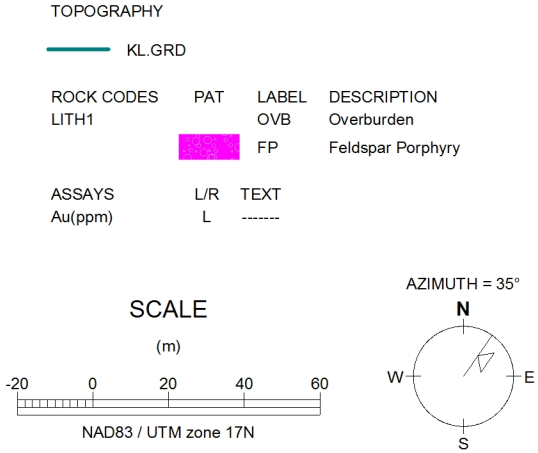 TOPOGRAPHY
KL.GRD
ROCK CODES PAT LABEL DESCRIPTION
LITH1 OVB Overburden
FP Feldspar Porphyry
ASSAYS L/R TEXT
Au(ppm) L -------
SCALE
(m)
-20 0 20 40 60
NAD83 / UTM zone 17N
AZIMUTH = 35°
N
W E
S